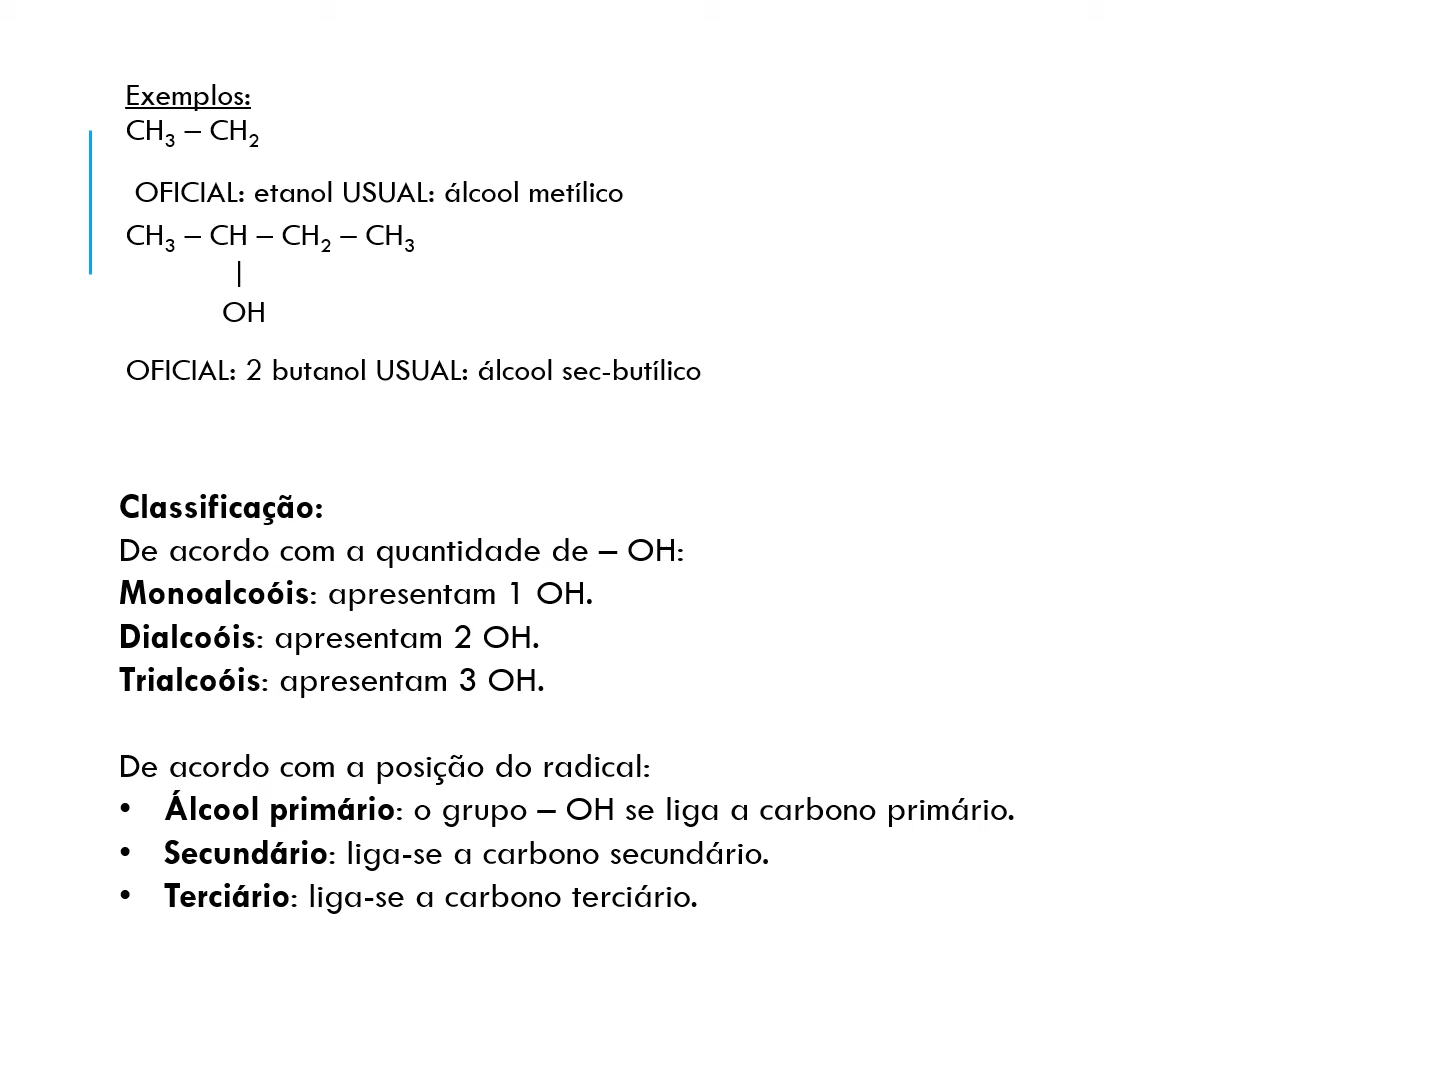 Exemplos:
CH₃ – CH₂
OFICIAL: etanol USUAL: álcool metílico
CH₃ – CH – CH₂ – CH₃
|
OH
OFICIAL: 2 butanol USUAL: álcool sec-butílico
Classificação:
De acordo com a quantidade de – OH:
Monoalcoóis: apresentam 1 OH.
Dialcoóis: apresentam 2 OH.
Trialcoóis: apresentam 3 OH.
De acordo com a posição do radical:
• Álcool primário: o grupo – OH se liga a carbono primário.
• Secundário: liga-se a carbono secundário.
• Terciário: liga-se a carbono terciário.